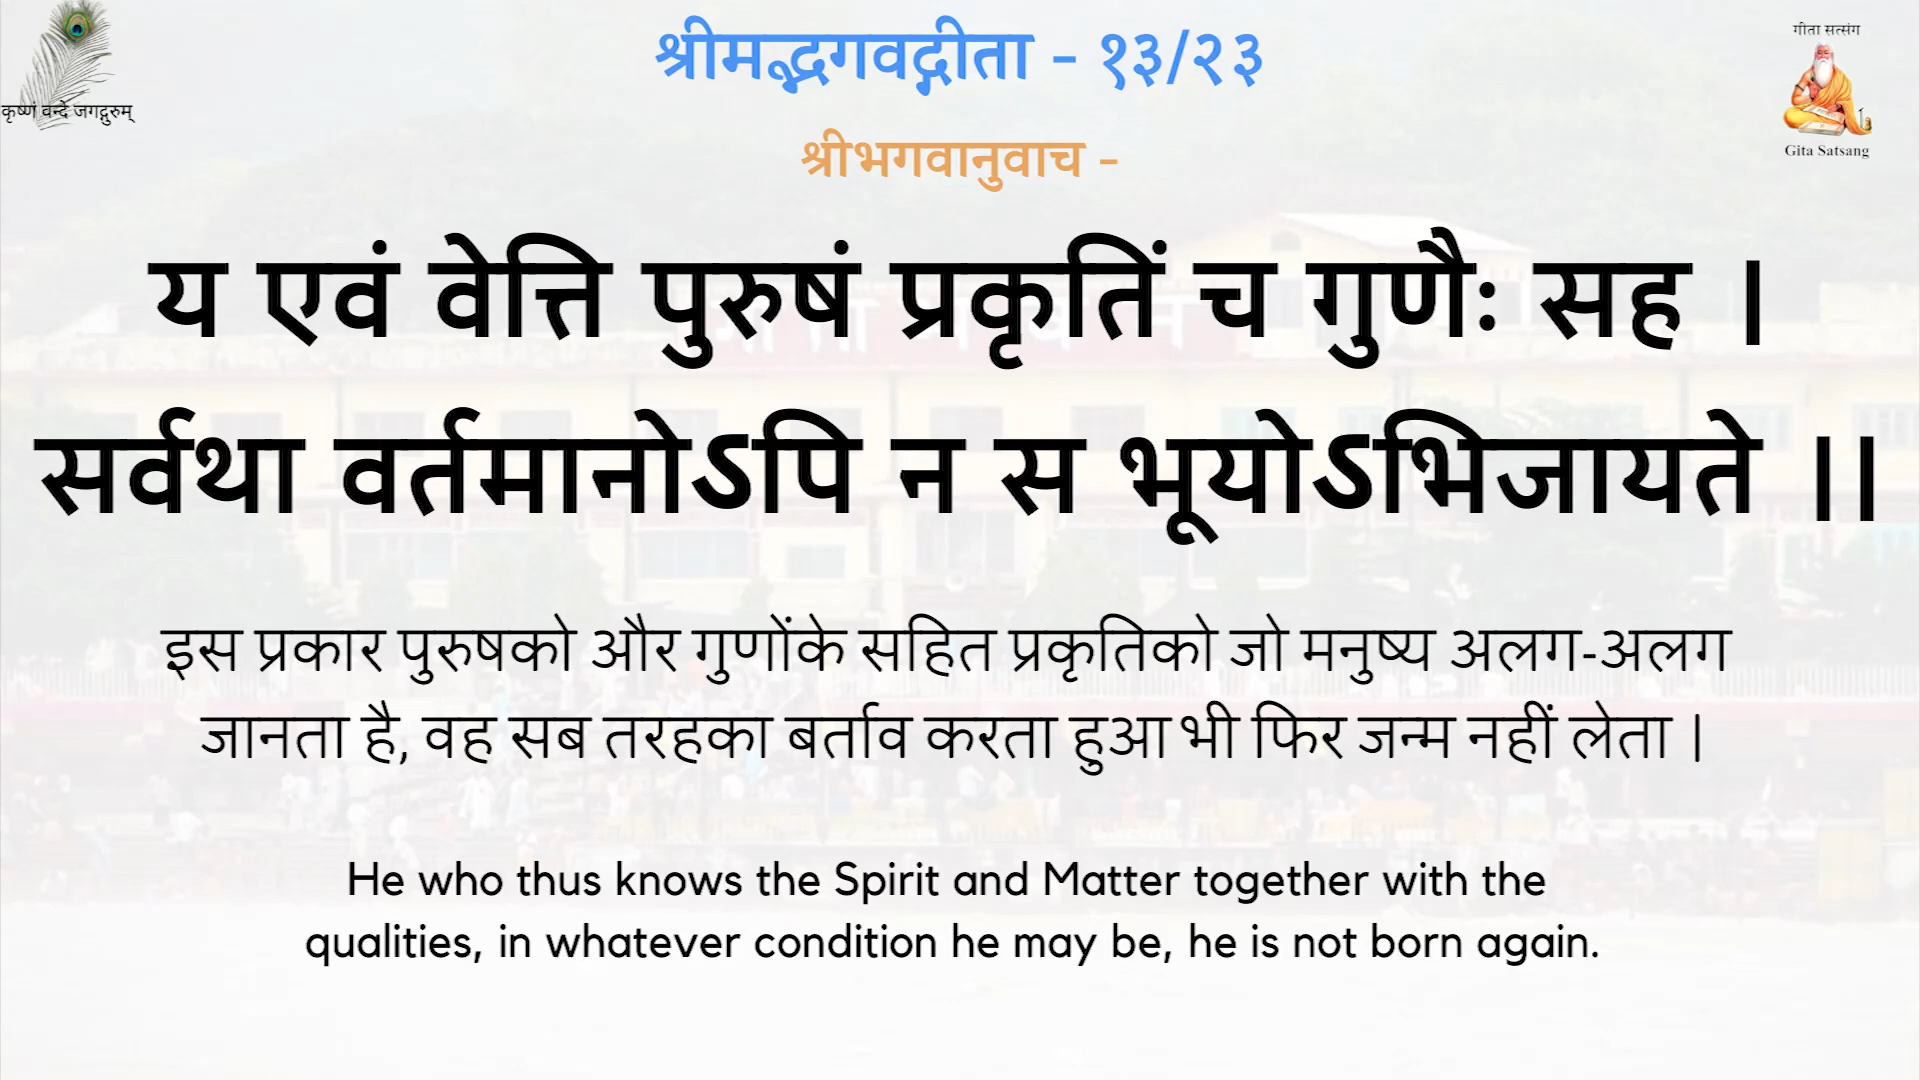 श्रीमद्भगवद्गीता - १३/२३
कृष्णं वन्दे जगद्गुरुम्
गीता सत्संग
Gita Satsang
श्रीभगवानुवाच -
य एवं वेत्ति पुरुषं प्रकृतिं च गुणैः सह |
सर्वथा वर्तमानोऽपि न स भूयोऽभिजायते ||
इस प्रकार पुरुषको और गुणोंके सहित प्रकृतिको जो मनुष्य अलग-अलग
जानता है, वह सब तरहका बर्ताव करता हुआ भी फिर जन्म नहीं लेता |
He who thus knows the Spirit and Matter together with the
qualities, in whatever condition he may be, he is not born again.